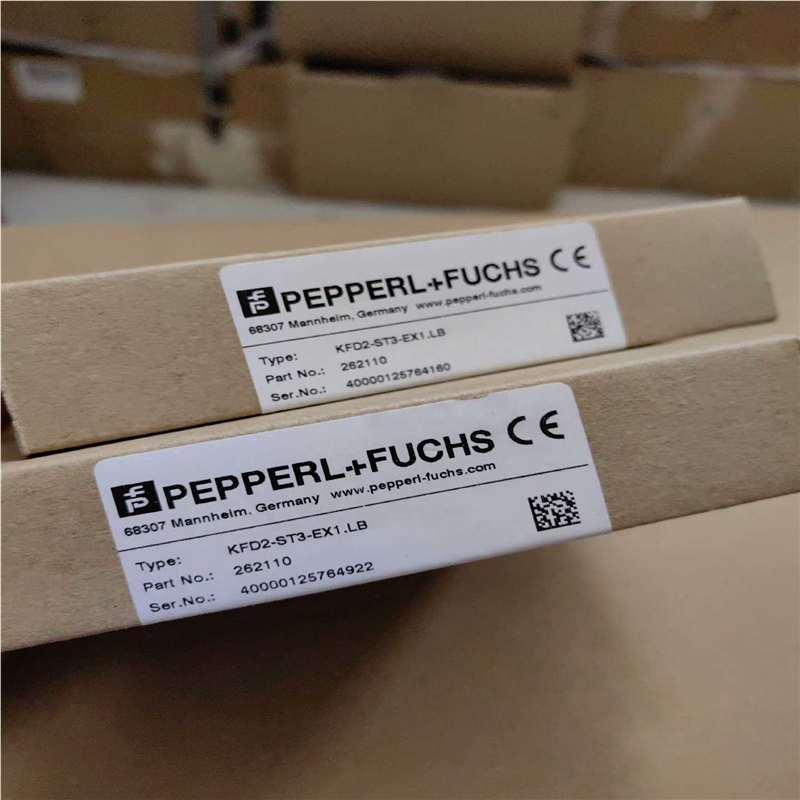 PEPPERL+FUCHS CE
68307 Mannheim, Germany www.pepperl-fuchs.com
Type: KFD2-ST3-EX1.LB
Part No.: 262110
Ser.No.: 40000125764160
PEPPERL+FUCHS CE
68307 Mannheim, Germany www.pepperl-fuchs.com
Type: KFD2-ST3-EX1.LB
Part No.: 262110
Ser.No.: 40000125764922